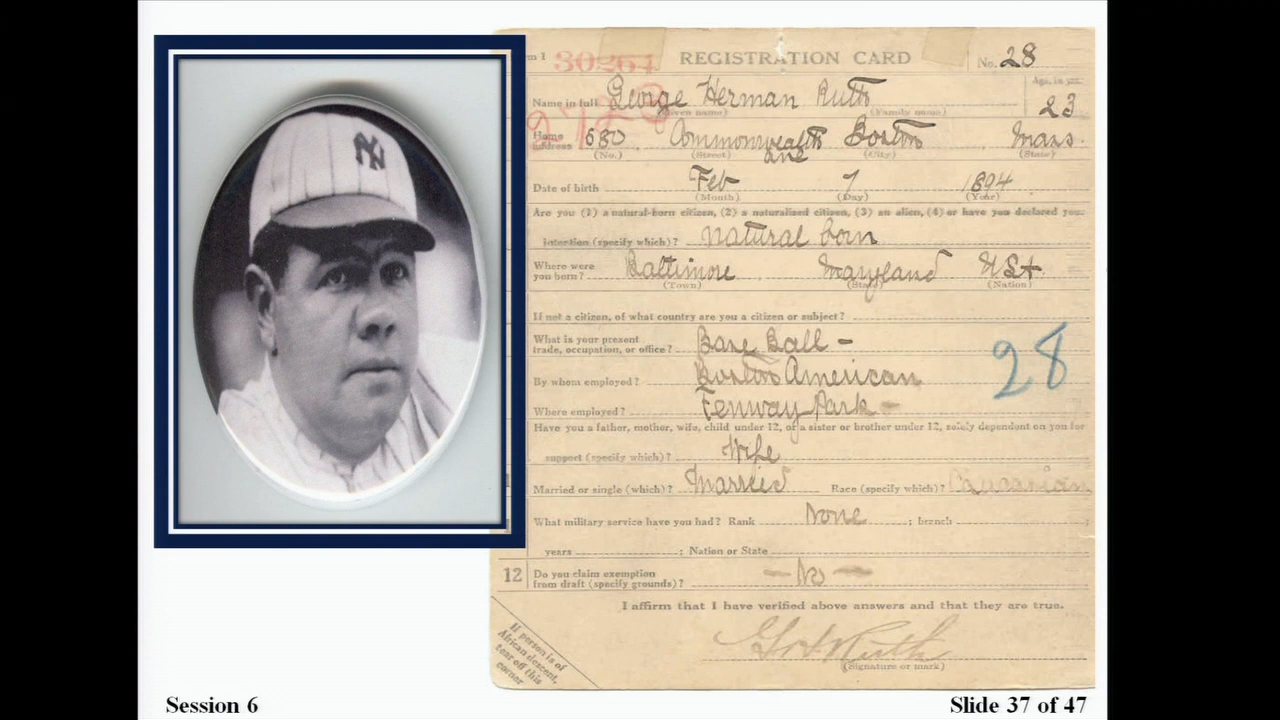 NY
m 1 30267 REGISTRATION CARD No. 28
Name in full George Herman Ruth Age, in yrs. 23
(Given name) (Family name)
Home address 680 Commonwealth Ave Boston Mass.
(No.) (Street) (City) (State)
Date of birth Feb 7 1894
(Month) (Day) (Year)
Are you (1) a natural-born citizen, (2) a naturalized citizen, (3) an alien, (4) or have you declared your
intention (specify which)? natural born
Where were you born? Baltimore Maryland USA
(Town) (State) (Nation)
If not a citizen, of what country are you a citizen or subject?
What is your present trade, occupation, or office? Base Ball -
By whom employed? Boston American
28
Where employed? Fenway Park -
Have you a father, mother, wife, child under 12, or a sister or brother under 12, solely dependent on you for
support (specify which)? Wife
Married or single (which)? Married Race (specify which)? Caucasian
What military service have you had? Rank None ; branch ;
years ; Nation or State
12 Do you claim exemption from draft (specify grounds)? - No -
I affirm that I have verified above answers and that they are true.
G H Ruth
(Signature or mark)
If person is of
African descent,
tear off this
corner
Session 6
Slide 37 of 47